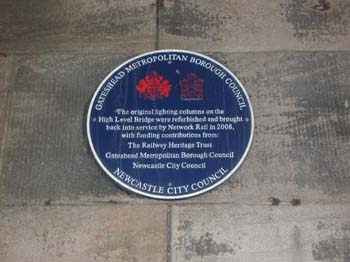 GATESHEAD METROPOLITAN BOROUGH COUNCIL
The original lighting columns on the
High Level Bridge were refurbished and brought
back into service by Network Rail in 2008,
with funding contributions from:
The Railway Heritage Trust
Gateshead Metropolitan Borough Council
Newcastle City Council
NEWCASTLE CITY COUNCIL